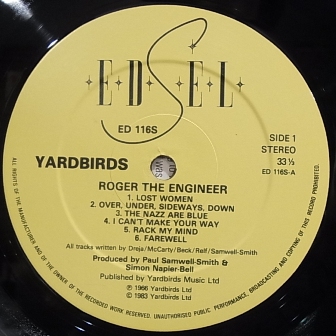 EDSEL
ED 116S
SIDE 1
STEREO
33 ⅓
ED 116S-A
YARDBIRDS
ROGER THE ENGINEER
1. LOST WOMEN
2. OVER, UNDER, SIDEWAYS, DOWN
3. THE NAZZ ARE BLUE
4. I CAN'T MAKE YOUR WAY
5. RACK MY MIND
6. FAREWELL
All tracks written by Dreja/McCarty/Beck/Relf/Samwell-Smith
Produced by Paul Samwell-Smith &
Simon Napier-Bell
Published by Yardbirds Music Ltd
℗ 1966 Yardbirds Ltd
© 1983 Yardbirds Ltd
ALL RIGHTS OF THE MANUFACTURER AND OF THE OWNER OF THE RECORDED WORK RESERVED. UNAUTHORISED PUBLIC PERFORMANCE, BROADCASTING AND COPYING OF THIS RECORD PROHIBITED.